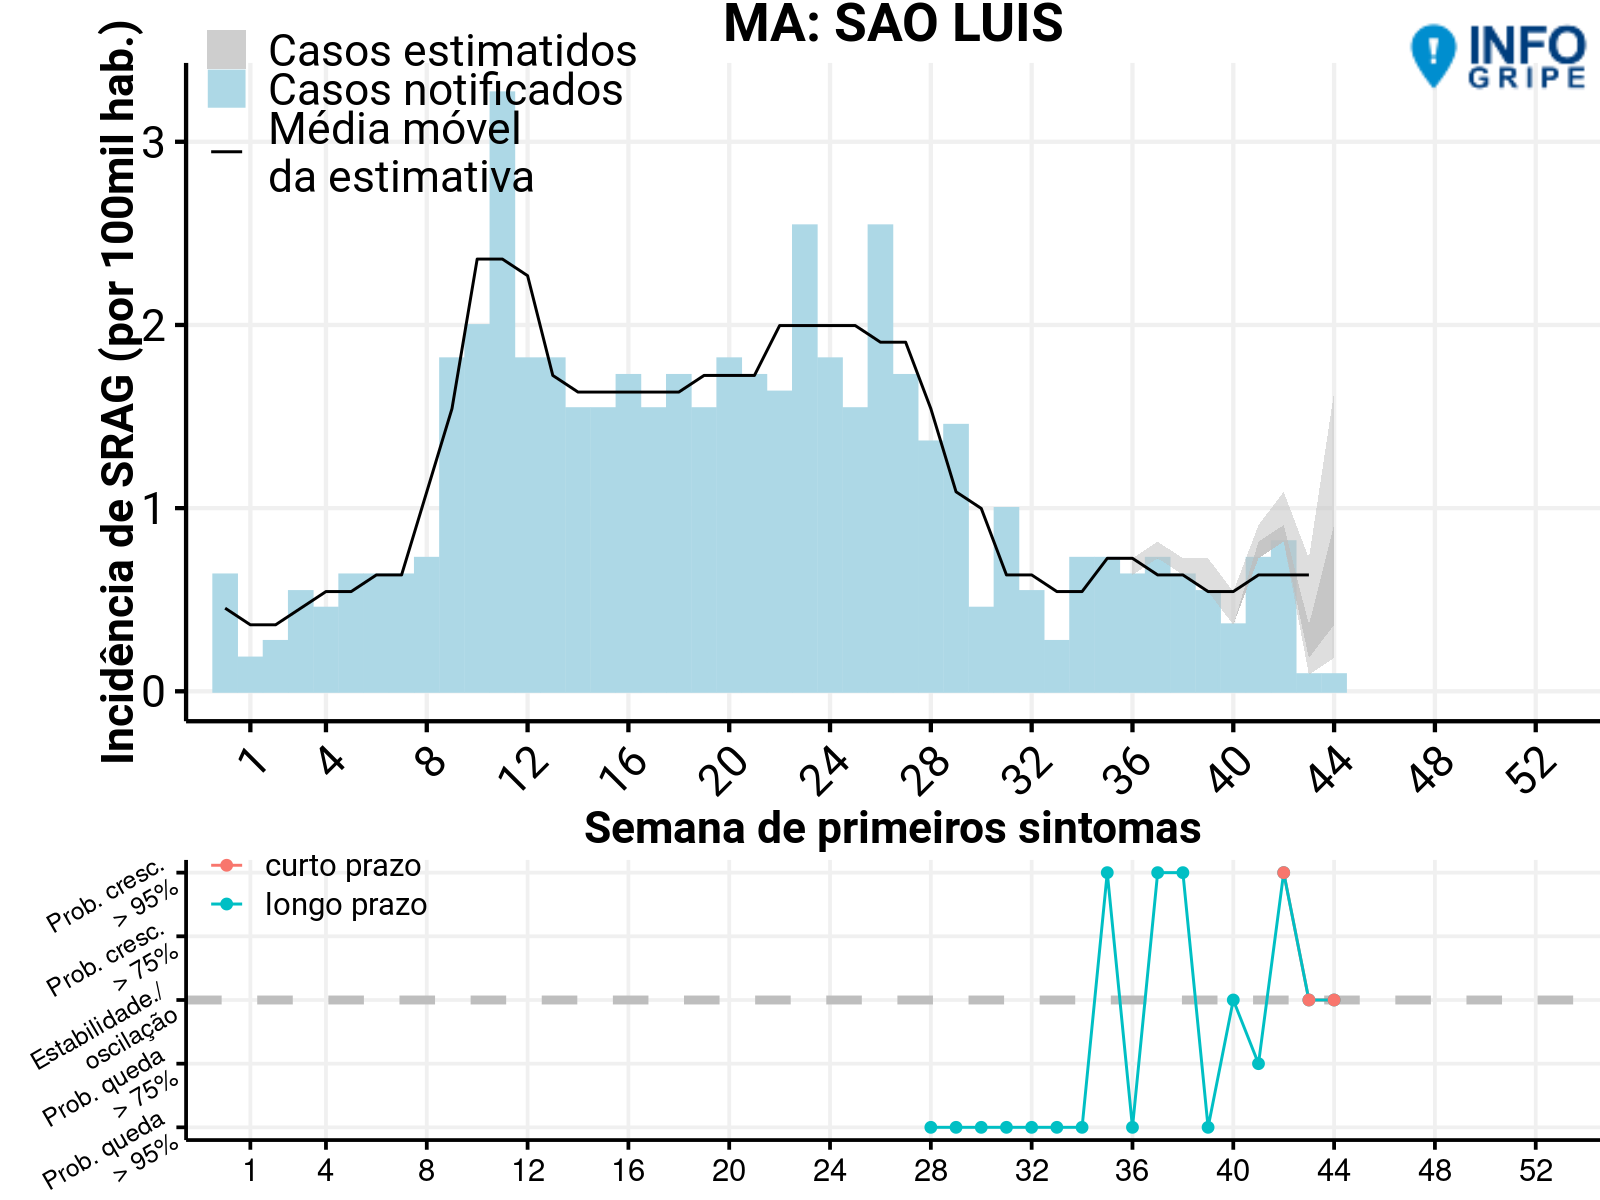 MA: SAO LUIS
INFO
GRIPE
Casos estimatidos
Casos notificados
Média móvel
da estimativa
Incidência de SRAG (por 100mil hab.)
3
2
1
0
1 4 8 12 16 20 24 28 32 36 40 44 48 52
Semana de primeiros sintomas
curto prazo
longo prazo
Prob. cresc.
> 95%
Prob. cresc.
> 75%
Estabilidade./
oscilação
Prob. queda
> 75%
Prob. queda
> 95%
1 4 8 12 16 20 24 28 32 36 40 44 48 52